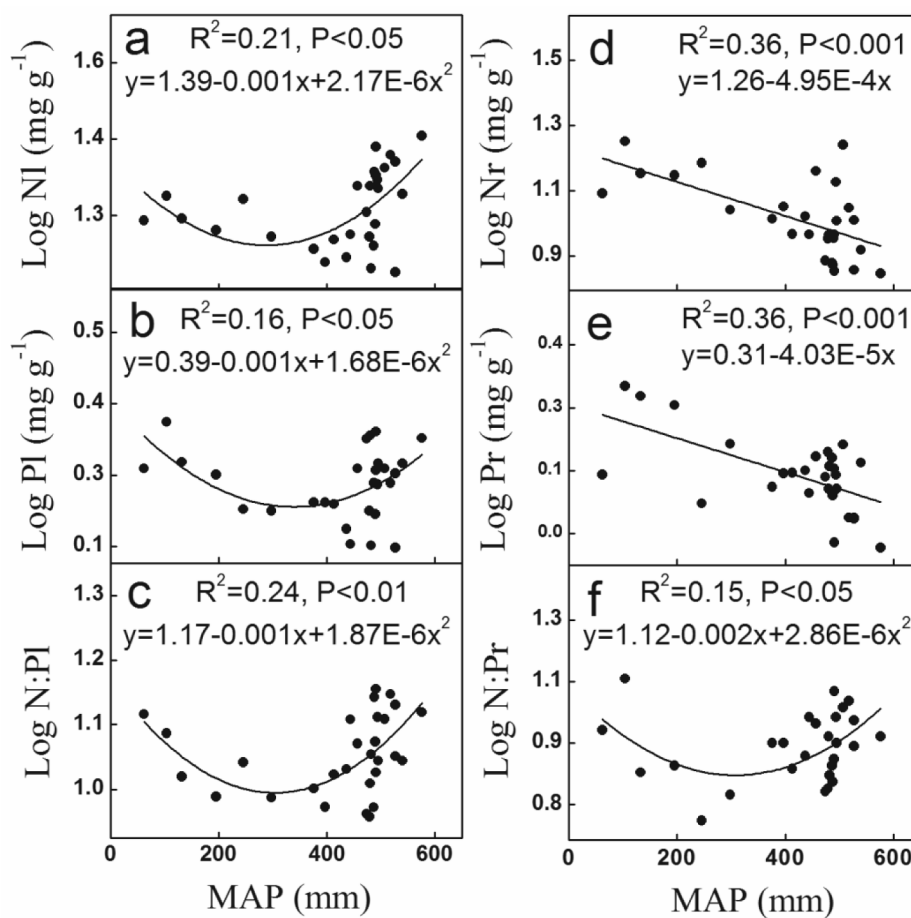 a
R²=0.21, P<0.05
y=1.39-0.001x+2.17E-6x²
Log Nl (mg g⁻¹)
1.6
1.4
1.3
d
R²=0.36, P<0.001
y=1.26-4.95E-4x
Log Nr (mg g⁻¹)
1.5
1.3
1.1
0.9
b
R²=0.16, P<0.05
y=0.39-0.001x+1.68E-6x²
Log Pl (mg g⁻¹)
0.5
0.4
0.3
0.1
e
R²=0.36, P<0.001
y=0.31-4.03E-5x
Log Pr (mg g⁻¹)
0.4
0.3
0.1
0.0
c
R²=0.24, P<0.01
y=1.17-0.001x+1.87E-6x²
Log N:Pl
1.3
1.2
1.1
1.0
0
200
400
600
MAP (mm)
f
R²=0.15, P<0.05
y=1.12-0.002x+2.86E-6x²
Log N:Pr
1.3
1.1
1.0
0.9
0.8
0
200
400
600
MAP (mm)